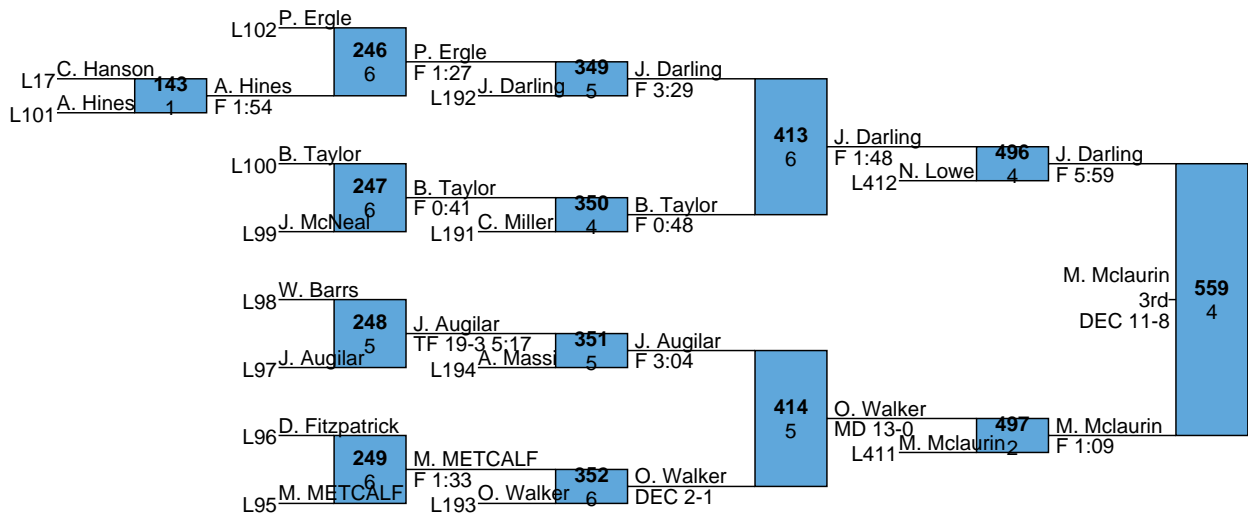 L102 P. Ergle
246
6
P. Ergle
F 1:27
L17 C. Hanson
143
1
A. Hines
F 1:54
L101 A. Hines
349
5
J. Darling
F 3:29
L192 J. Darling
413
6
J. Darling
F 1:48
L100 B. Taylor
247
6
B. Taylor
F 0:41
L99 J. McNeal
350
4
B. Taylor
F 0:48
L191 C. Miller
496
4
J. Darling
F 5:59
L412 N. Lowe
559
4
M. Mclaurin
3rd
DEC 11-8
L98 W. Barrs
248
5
J. Augilar
TF 19-3 5:17
L97 J. Augilar
351
5
J. Augilar
F 3:04
L194 A. Massi
414
5
O. Walker
MD 13-0
L96 D. Fitzpatrick
249
6
M. METCALF
F 1:33
L95 M. METCALF
352
6
O. Walker
DEC 2-1
L193 O. Walker
497
2
M. Mclaurin
F 1:09
L411 M. Mclaurin